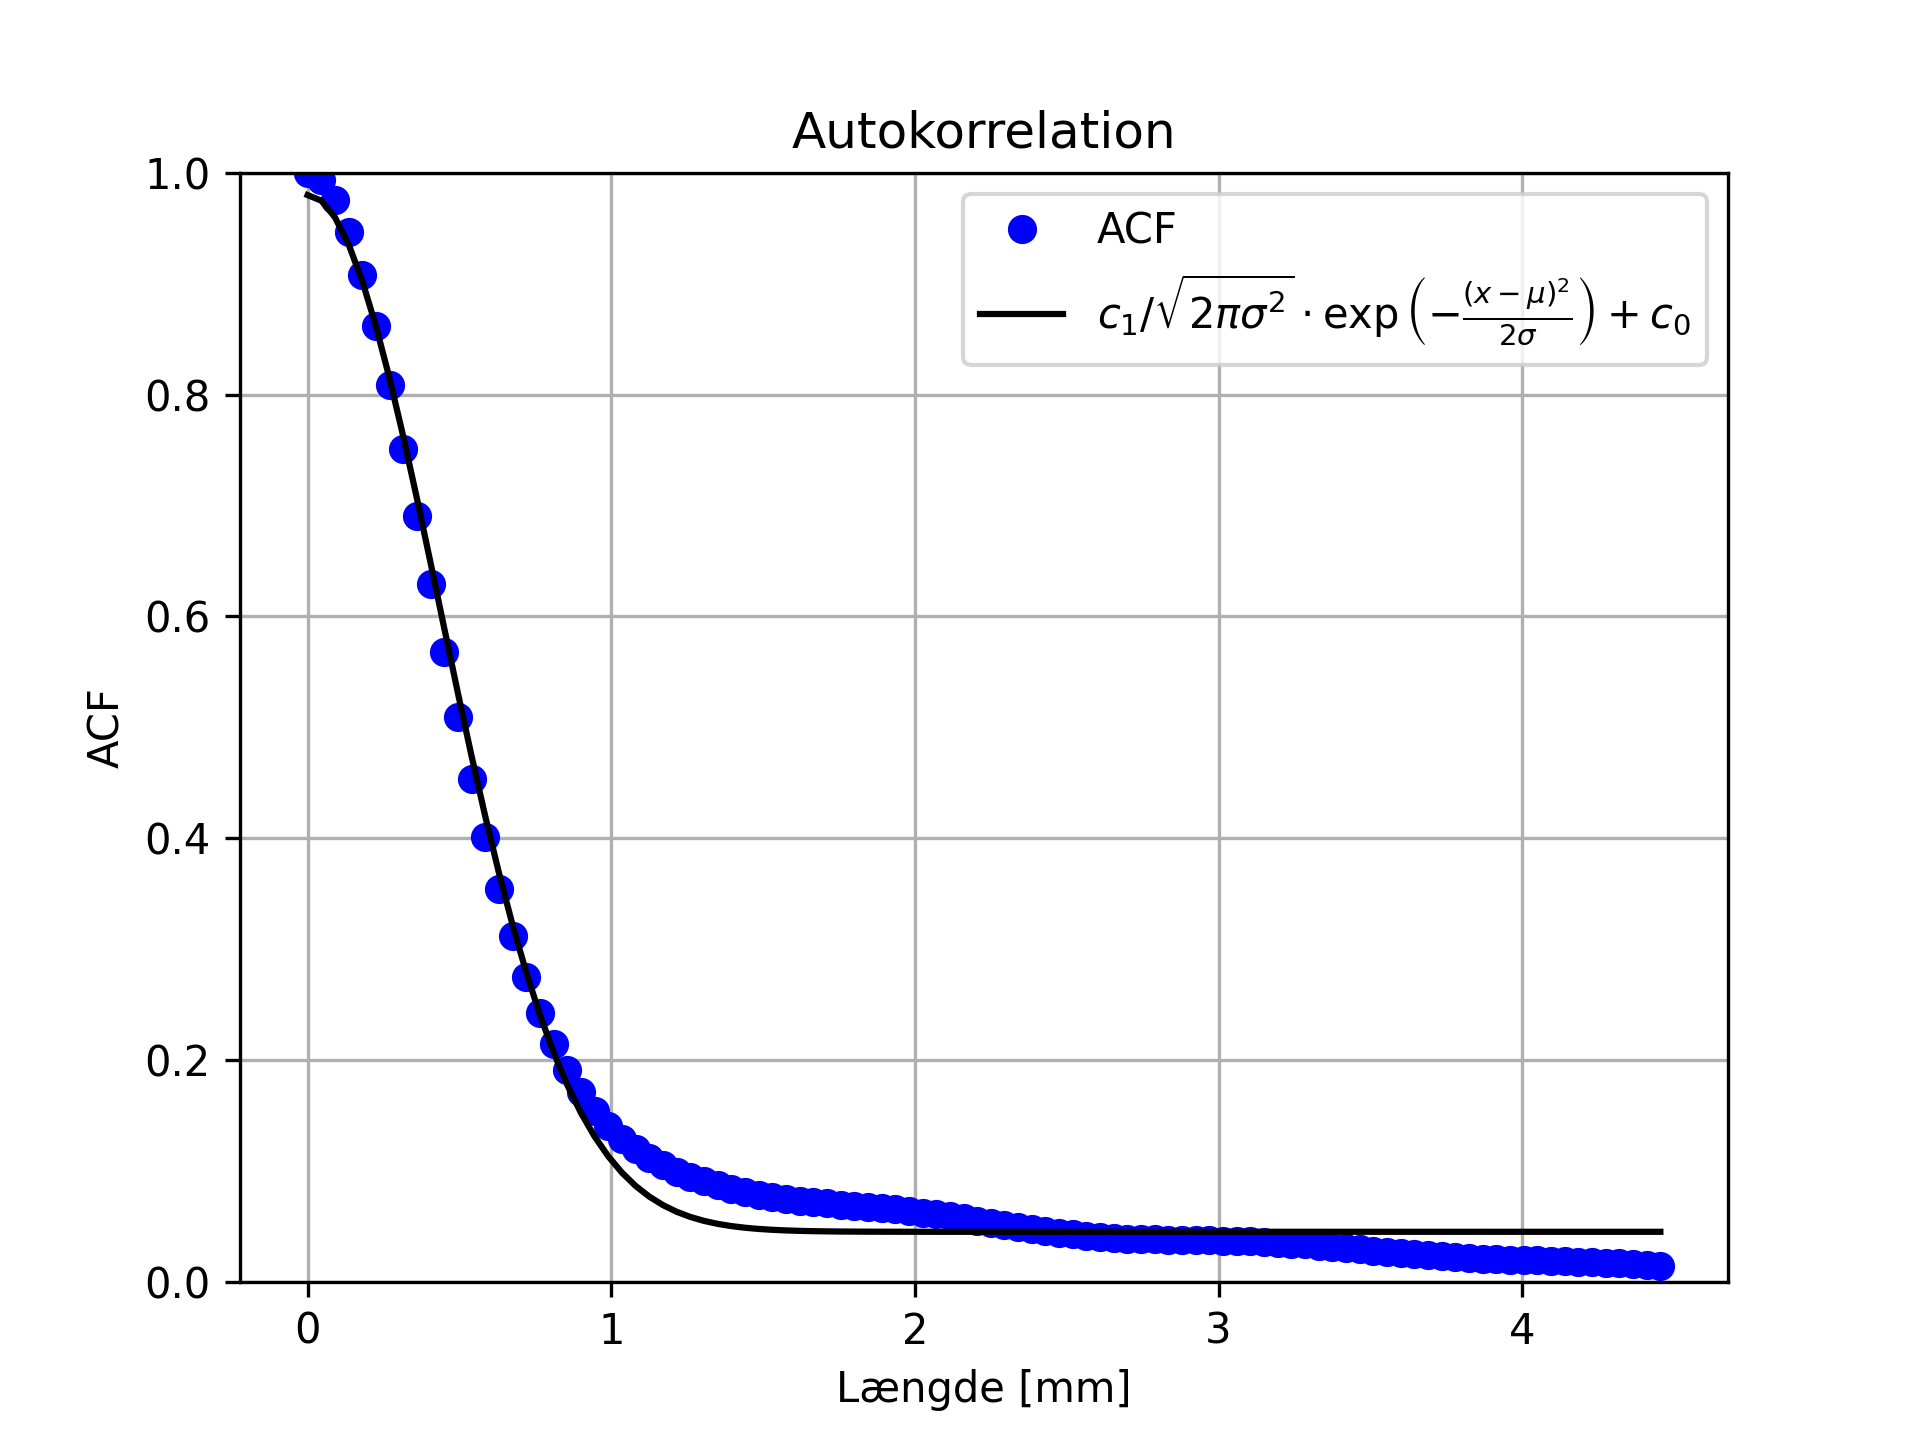 Autokorrelation
ACF
1.0
0.8
0.6
0.4
0.2
0.0
ACF
c₁/√(2πσ²) · exp(−(x − μ)²/2σ) + c₀
0 1 2 3 4
Længde [mm]